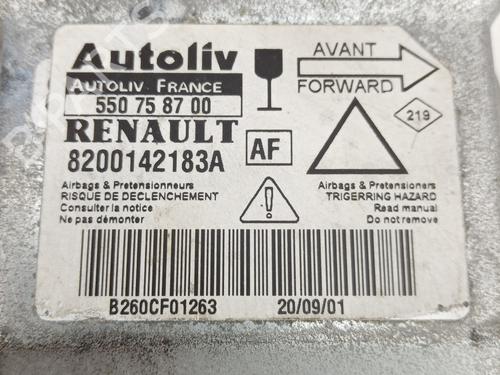 Autoliv
AUTOLIV FRANCE
550 75 87 00
RENAULT
8200142183A
AF
AVANT
FORWARD
219
Airbags & Pretensionneurs
RISQUE DE DECLENCHEMENT
Consulter la notice
Ne pas démonter
Airbags & Pretensioners
TRIGERRING HAZARD
Read manual
Do not remove
B260CF01263
20/09/01